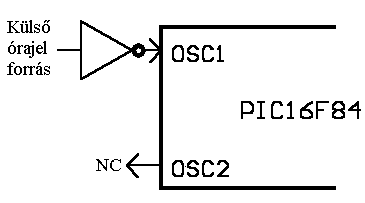 Külső
órajel
forrás
OSC1
PIC16F84
NC
OSC2